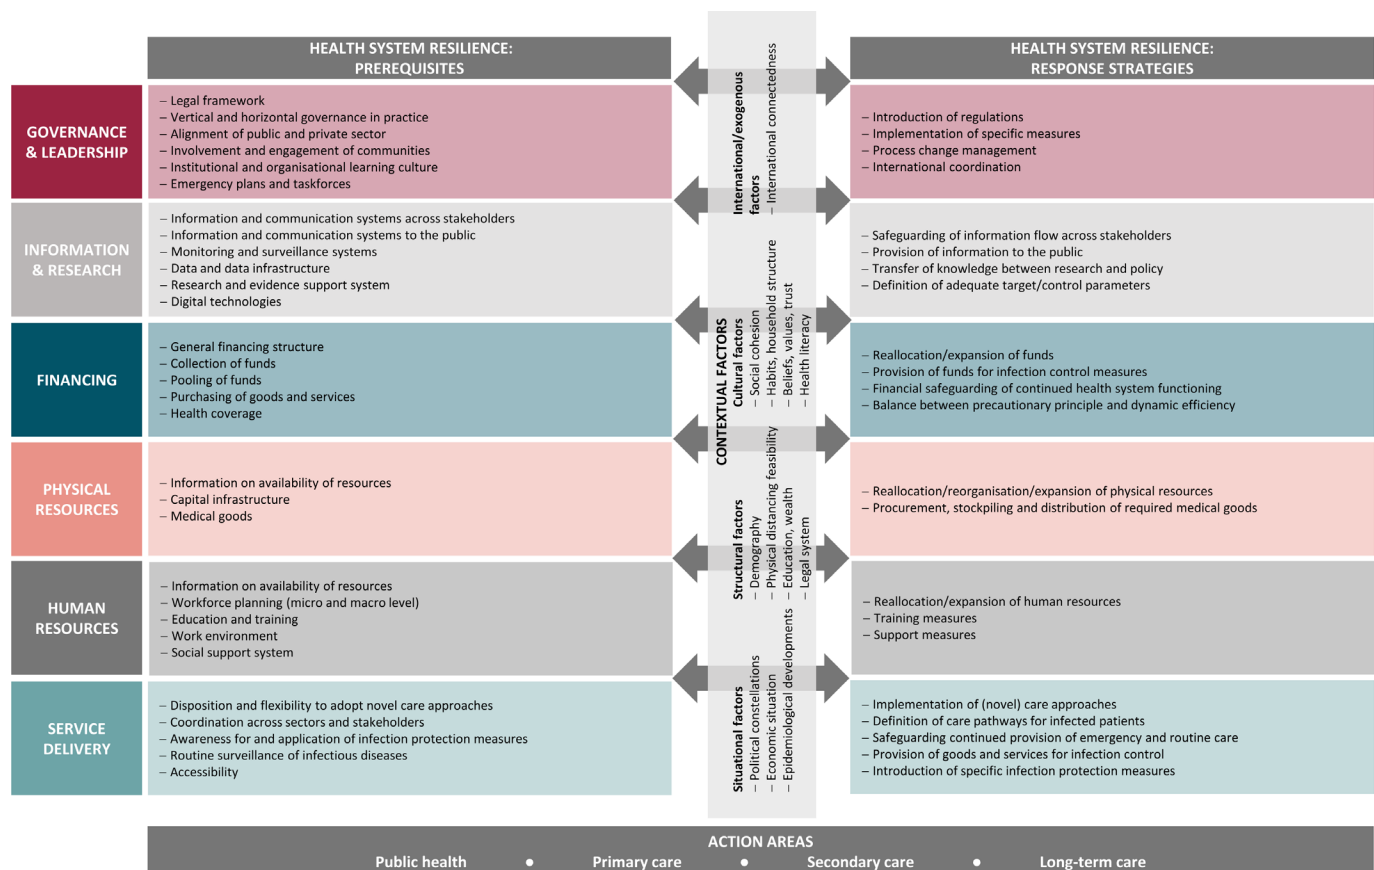 HEALTH SYSTEM RESILIENCE:
PREREQUISITES
HEALTH SYSTEM RESILIENCE:
RESPONSE STRATEGIES
GOVERNANCE
& LEADERSHIP
– Legal framework
– Vertical and horizontal governance in practice
– Alignment of public and private sector
– Involvement and engagement of communities
– Institutional and organisational learning culture
– Emergency plans and taskforces
– Introduction of regulations
– Implementation of specific measures
– Process change management
– International coordination
INFORMATION
& RESEARCH
– Information and communication systems across stakeholders
– Information and communication systems to the public
– Monitoring and surveillance systems
– Data and data infrastructure
– Research and evidence support system
– Digital technologies
– Safeguarding of information flow across stakeholders
– Provision of information to the public
– Transfer of knowledge between research and policy
– Definition of adequate target/control parameters
FINANCING
– General financing structure
– Collection of funds
– Pooling of funds
– Purchasing of goods and services
– Health coverage
– Reallocation/expansion of funds
– Provision of funds for infection control measures
– Financial safeguarding of continued health system functioning
– Balance between precautionary principle and dynamic efficiency
PHYSICAL
RESOURCES
– Information on availability of resources
– Capital infrastructure
– Medical goods
– Reallocation/reorganisation/expansion of physical resources
– Procurement, stockpiling and distribution of required medical goods
HUMAN
RESOURCES
– Information on availability of resources
– Workforce planning (micro and macro level)
– Education and training
– Work environment
– Social support system
– Reallocation/expansion of human resources
– Training measures
– Support measures
SERVICE
DELIVERY
– Disposition and flexibility to adopt novel care approaches
– Coordination across sectors and stakeholders
– Awareness for and application of infection protection measures
– Routine surveillance of infectious diseases
– Accessibility
– Implementation of (novel) care approaches
– Definition of care pathways for infected patients
– Safeguarding continued provision of emergency and routine care
– Provision of goods and services for infection control
– Introduction of specific infection protection measures
CONTEXTUAL FACTORS
Situational factors
– Political constellations
– Economic situation
– Epidemiological developments
Structural factors
– Demography
– Physical distancing feasibility
– Education, wealth
– Legal system
Cultural factors
– Social cohesion
– Habits, household structure
– Beliefs, values, trust
– Health literacy
International/exogenous
factors
– International connectedness
ACTION AREAS
Public health ● Primary care ● Secondary care ● Long-term care